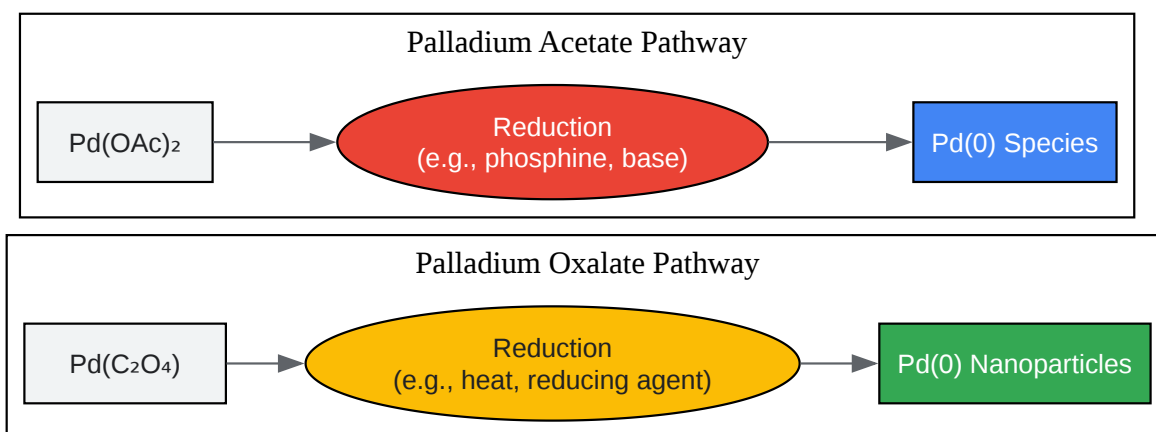 Palladium Acetate Pathway
Pd(OAc)₂
Reduction
(e.g., phosphine, base)
Pd(0) Species
Palladium Oxalate Pathway
Pd(C₂O₄)
Reduction
(e.g., heat, reducing agent)
Pd(0) Nanoparticles